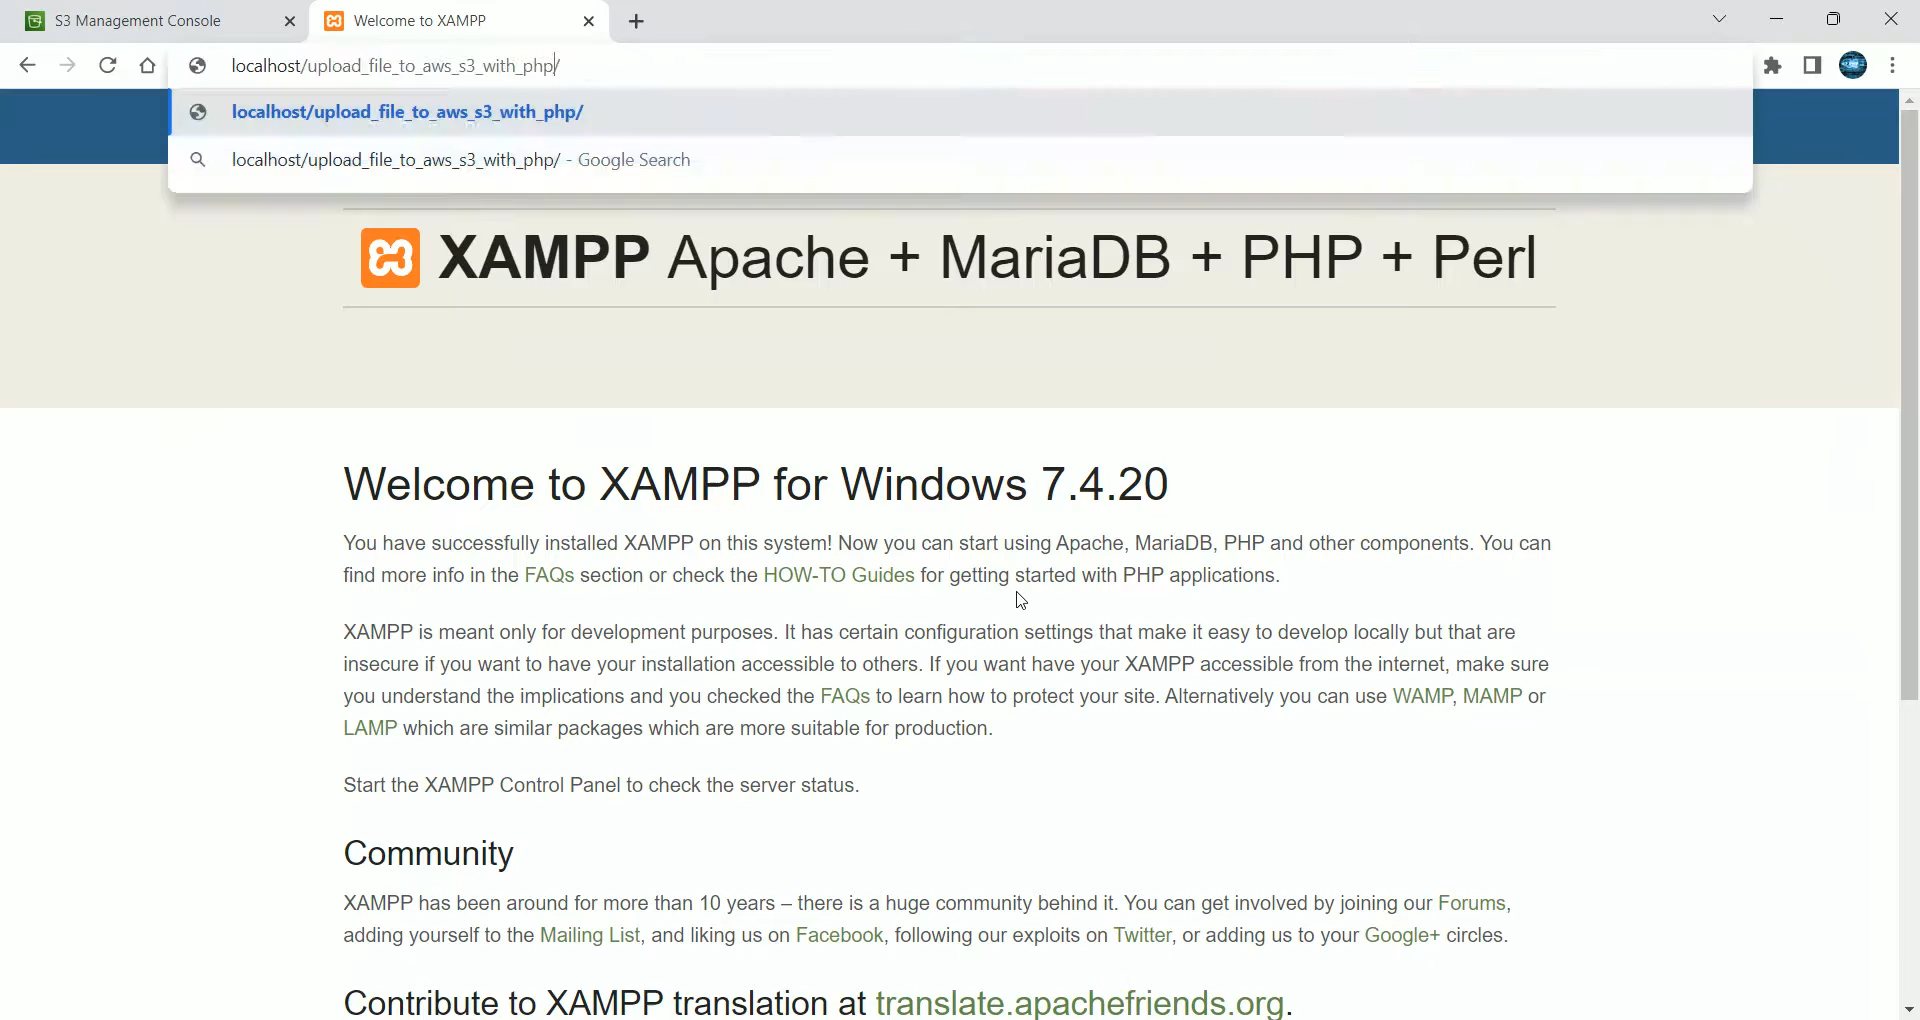 S3 Management Console
Welcome to XAMPP
localhost/upload_file_to_aws_s3_with_php/
localhost/upload_file_to_aws_s3_with_php/
localhost/upload_file_to_aws_s3_with_php/ - Google Search
XAMPP Apache + MariaDB + PHP + Perl
Welcome to XAMPP for Windows 7.4.20
You have successfully installed XAMPP on this system! Now you can start using Apache, MariaDB, PHP and other components. You can
find more info in the FAQs section or check the HOW-TO Guides for getting started with PHP applications.
XAMPP is meant only for development purposes. It has certain configuration settings that make it easy to develop locally but that are
insecure if you want to have your installation accessible to others. If you want have your XAMPP accessible from the internet, make sure
you understand the implications and you checked the FAQs to learn how to protect your site. Alternatively you can use WAMP, MAMP or
LAMP which are similar packages which are more suitable for production.
Start the XAMPP Control Panel to check the server status.
Community
XAMPP has been around for more than 10 years – there is a huge community behind it. You can get involved by joining our Forums,
adding yourself to the Mailing List, and liking us on Facebook, following our exploits on Twitter, or adding us to your Google+ circles.
Contribute to XAMPP translation at translate.apachefriends.org.